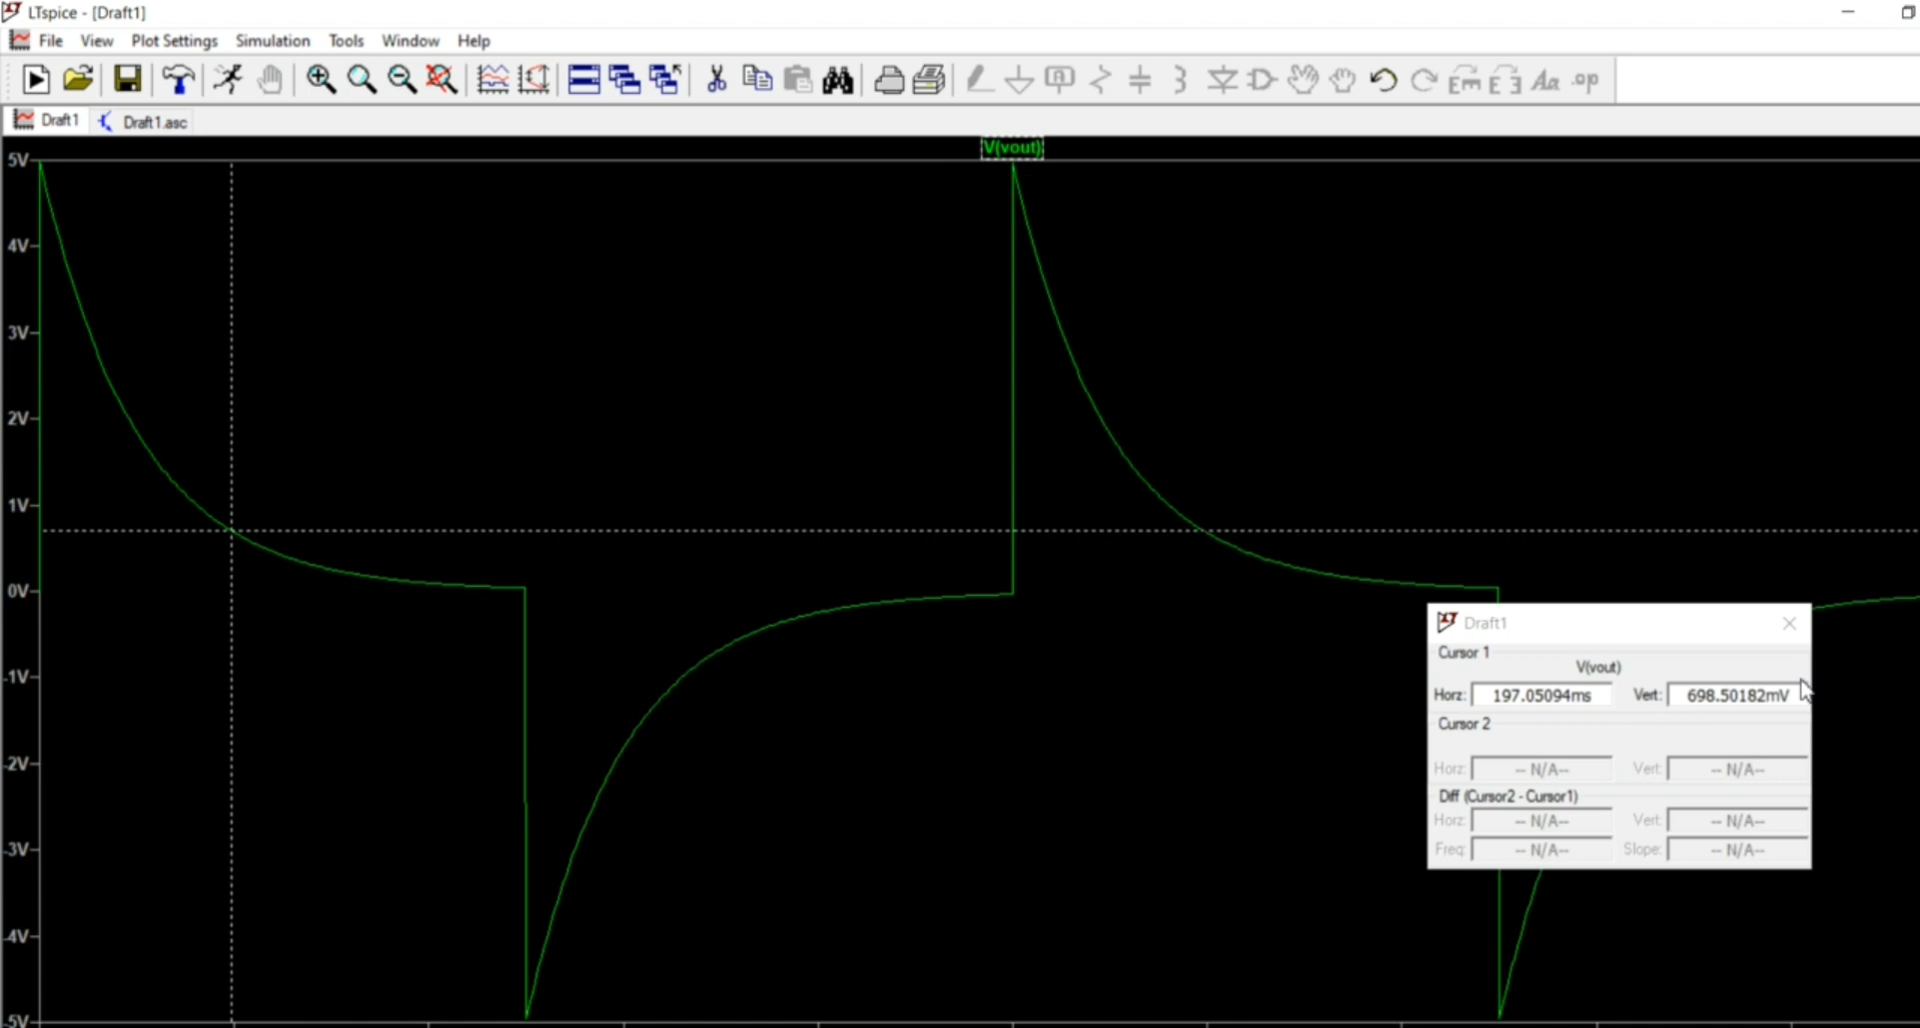 LTspice - [Draft1]
File View Plot Settings Simulation Tools Window Help
Aa .op
Draft1 Draft1.asc
V(vout)
5V
4V
3V
2V
1V
0V
-1V
-2V
-3V
-4V
-5V
Draft1
Cursor 1
V(vout)
Horz: 197.05094ms Vert: 698.50182mV
Cursor 2
Horz: -- N/A-- Vert: -- N/A--
Diff (Cursor2 - Cursor1)
Horz: -- N/A-- Vert: -- N/A--
Freq: -- N/A-- Slope: -- N/A--